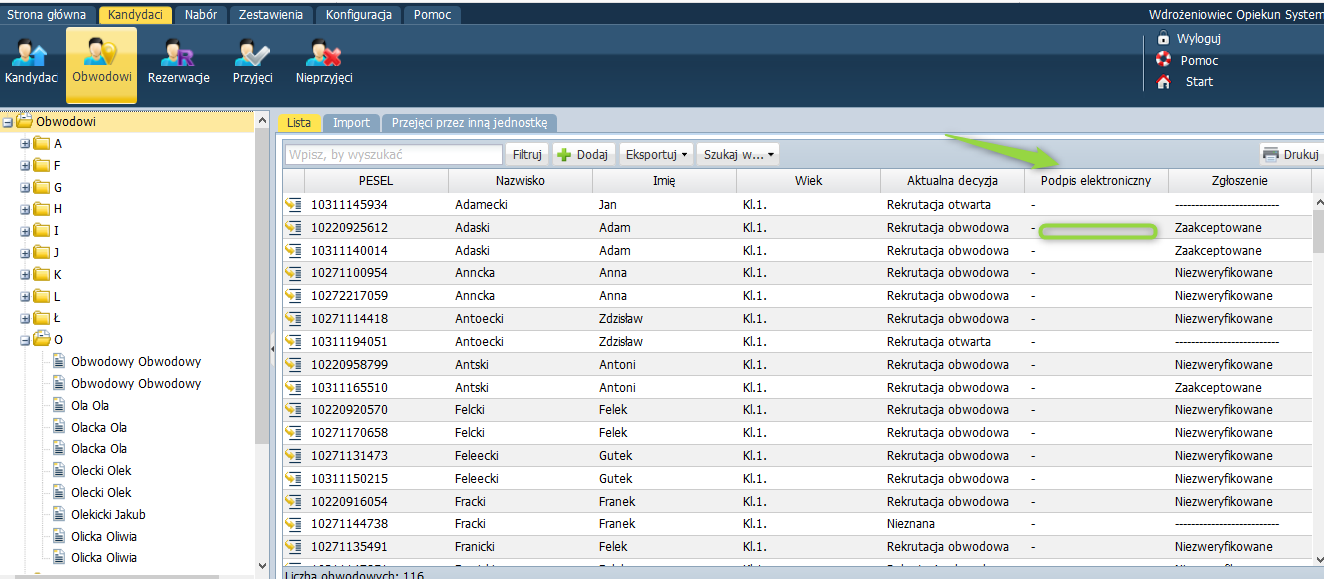 Strona główna Kandydaci Nabór Zestawienia Konfiguracja Pomoc Wdrożeniowiec Opiekun System
Wyloguj
Pomoc
Start
Kandydac Obwodowi Rezerwacje Przyjęci Nieprzyjęci
Obwodowi
A
F
G
H
I
J
K
L
Ł
O
Obwodowy Obwodowy
Obwodowy Obwodowy
Ola Ola
Olacka Ola
Olacka Ola
Olecki Olek
Olecki Olek
Olekicki Jakub
Olicka Oliwia
Olicka Oliwia
Lista Import Przejęci przez inną jednostkę
Wpisz, by wyszukać Filtruj Dodaj Eksportuj Szukaj w... Drukuj
PESEL Nazwisko Imię Wiek Aktualna decyzja Podpis elektroniczny Zgłoszenie
10311145934 Adamecki Jan Kl.1. Rekrutacja otwarta - --------------------------
10220925612 Adaski Adam Kl.1. Rekrutacja obwodowa - Zaakceptowane
10311140014 Adaski Adam Kl.1. Rekrutacja obwodowa - Zaakceptowane
10271100954 Anncka Anna Kl.1. Rekrutacja obwodowa - Niezweryfikowane
10272217059 Anncka Anna Kl.1. Rekrutacja obwodowa - Niezweryfikowane
10271114418 Antoecki Zdzisław Kl.1. Rekrutacja obwodowa - Niezweryfikowane
10311194051 Antoecki Zdzisław Kl.1. Rekrutacja otwarta - --------------------------
10220958799 Antski Antoni Kl.1. Rekrutacja obwodowa - Niezweryfikowane
10311165510 Antski Antoni Kl.1. Rekrutacja obwodowa - Zaakceptowane
10220920570 Felcki Felek Kl.1. Rekrutacja obwodowa - Niezweryfikowane
10271170658 Felcki Felek Kl.1. Rekrutacja obwodowa - Niezweryfikowane
10271131473 Feleecki Gutek Kl.1. Rekrutacja obwodowa - Niezweryfikowane
10311150215 Feleecki Gutek Kl.1. Rekrutacja obwodowa - Niezweryfikowane
10220916054 Fracki Franek Kl.1. Rekrutacja obwodowa - Niezweryfikowane
10271144738 Fracki Franek Kl.1. Nieznana - --------------------------
10271135491 Franicki Felek Kl.1. Rekrutacja obwodowa - Niezweryfikowane
Liczba obwodowych: 116